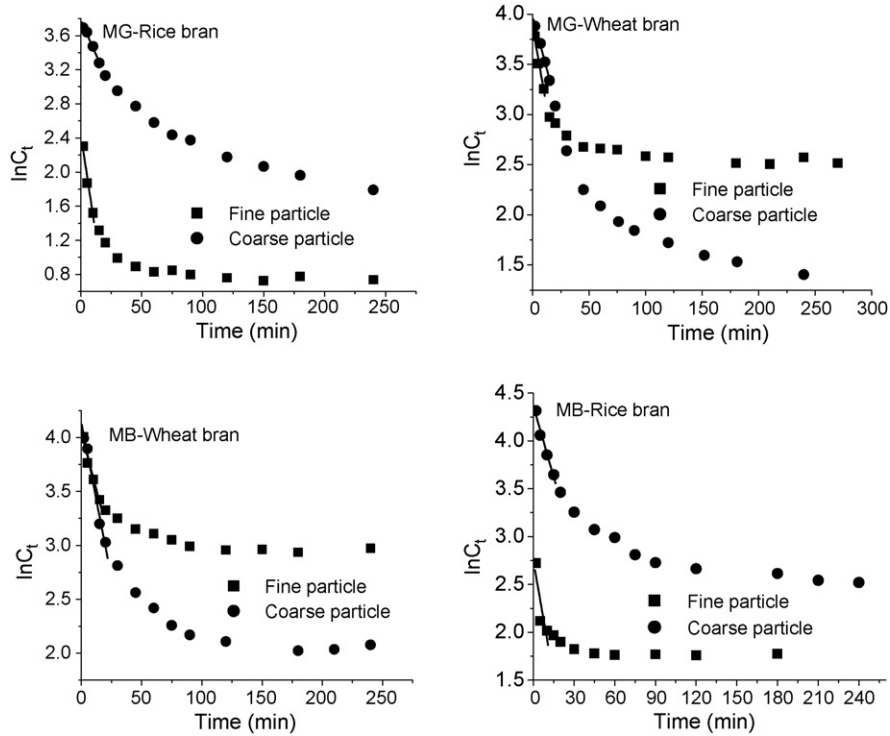 MG-Rice bran
3.6
3.0
2.4
1.8
1.2
0.8
lnCt
Fine particle
Coarse particle
0 50 100 150 200 250
Time (min)
MG-Wheat bran
4.0
3.5
3.0
2.5
2.0
1.5
lnCt
Fine particle
Coarse particle
0 50 100 150 200 250 300
Time (min)
MB-Wheat bran
4.0
3.5
3.0
2.5
2.0
lnCt
Fine particle
Coarse particle
0 50 100 150 200 250
Time (min)
MB-Rice bran
4.5
4.0
3.5
3.0
2.5
2.0
1.5
lnCt
Fine particle
Coarse particle
0 30 60 90 120 150 180 210 240
Time (min)